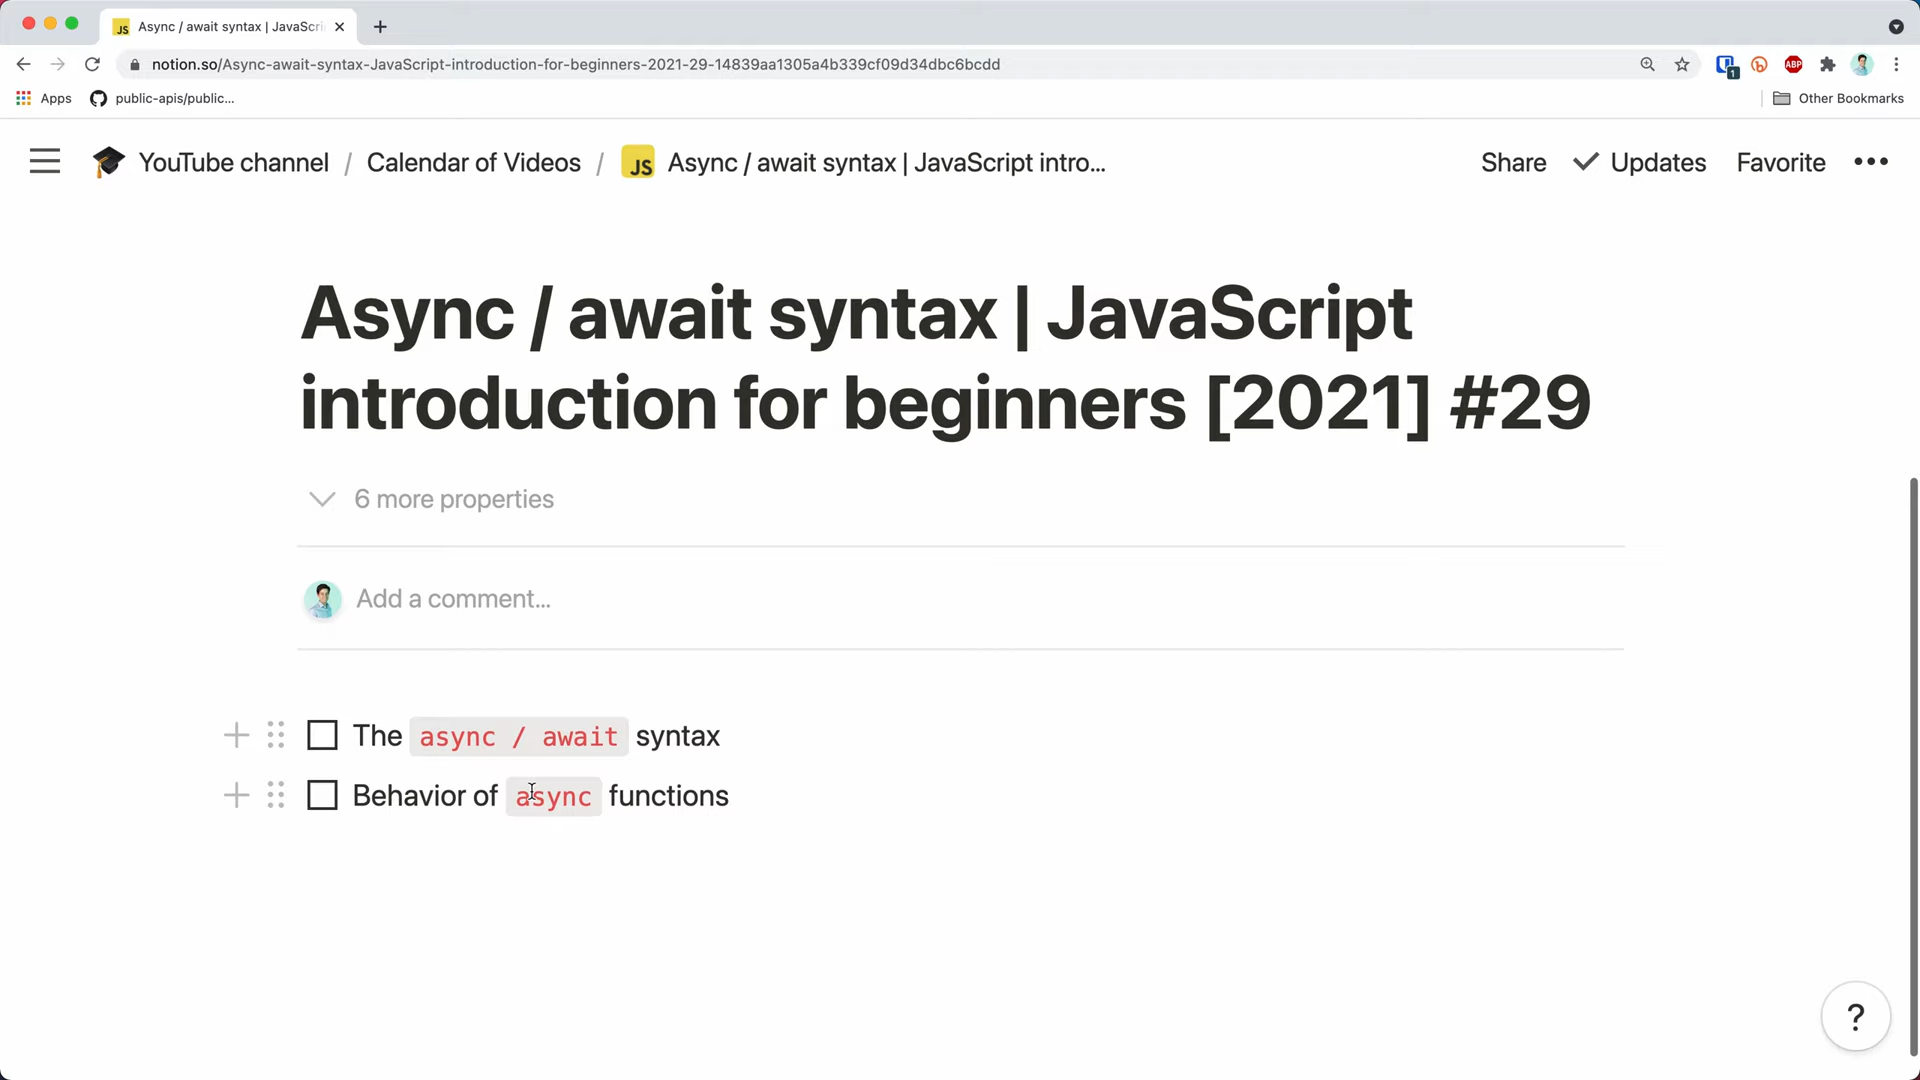 JS Async / await syntax | JavaScri
notion.so/Async-await-syntax-JavaScript-introduction-for-beginners-2021-29-14839aa1305a4b339cf09d34dbc6bcdd
1 ABP
Apps public-apis/public... Other Bookmarks
YouTube channel / Calendar of Videos / JS Async / await syntax | JavaScript intro... Share Updates Favorite
Async / await syntax | JavaScript
introduction for beginners [2021] #29
6 more properties
Add a comment...
The async / await syntax
Behavior of async functions
?